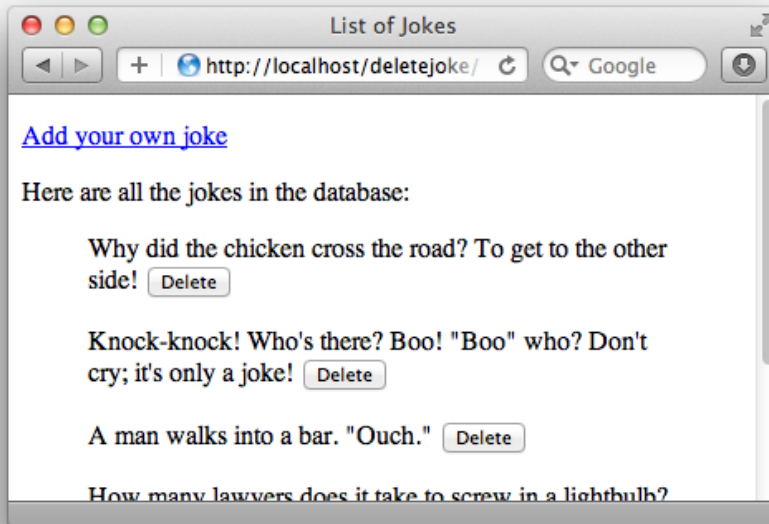 List of Jokes
http://localhost/deletejoke/
Google
Add your own joke
Here are all the jokes in the database:
Why did the chicken cross the road? To get to the other
side! Delete
Knock-knock! Who's there? Boo! "Boo" who? Don't
cry; it's only a joke! Delete
A man walks into a bar. "Ouch." Delete
How many lawyers does it take to screw in a lightbulb?